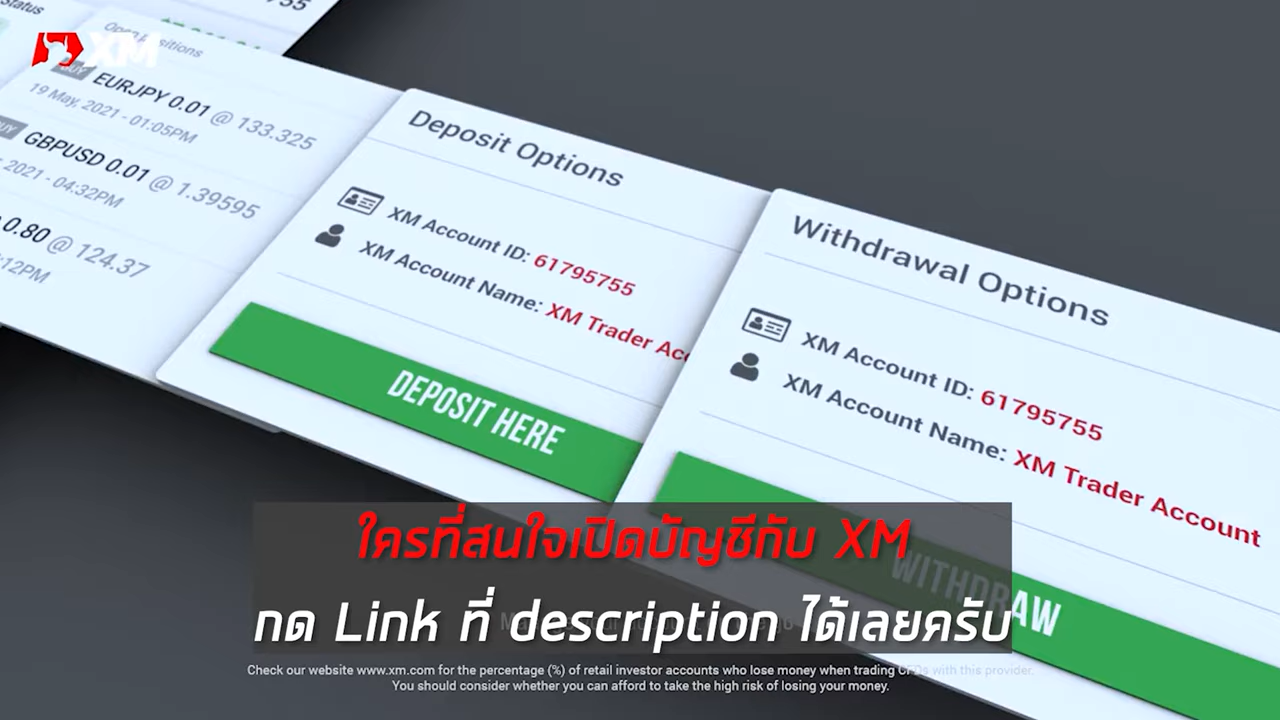 Status
Open Positions
XM
BUY EURJPY 0.01 @ 133.325
19 May, 2021 - 01:05PM
BUY GBPUSD 0.01 @ 1.39595
2021 - 04:32PM
0.80 @ 124.37
12PM
Deposit Options
XM Account ID: 61795755
XM Account Name: XM Trader Acc
DEPOSIT HERE
Withdrawal Options
XM Account ID: 61795755
XM Account Name: XM Trader Account
WITHDRAW
ใครที่สนใจเปิดบัญชีกับ XM
กด Link ที่ description ได้เลยครับ
Check our website www.xm.com for the percentage (%) of retail investor accounts who lose money when trading CFDs with this provider.
You should consider whether you can afford to take the high risk of losing your money.